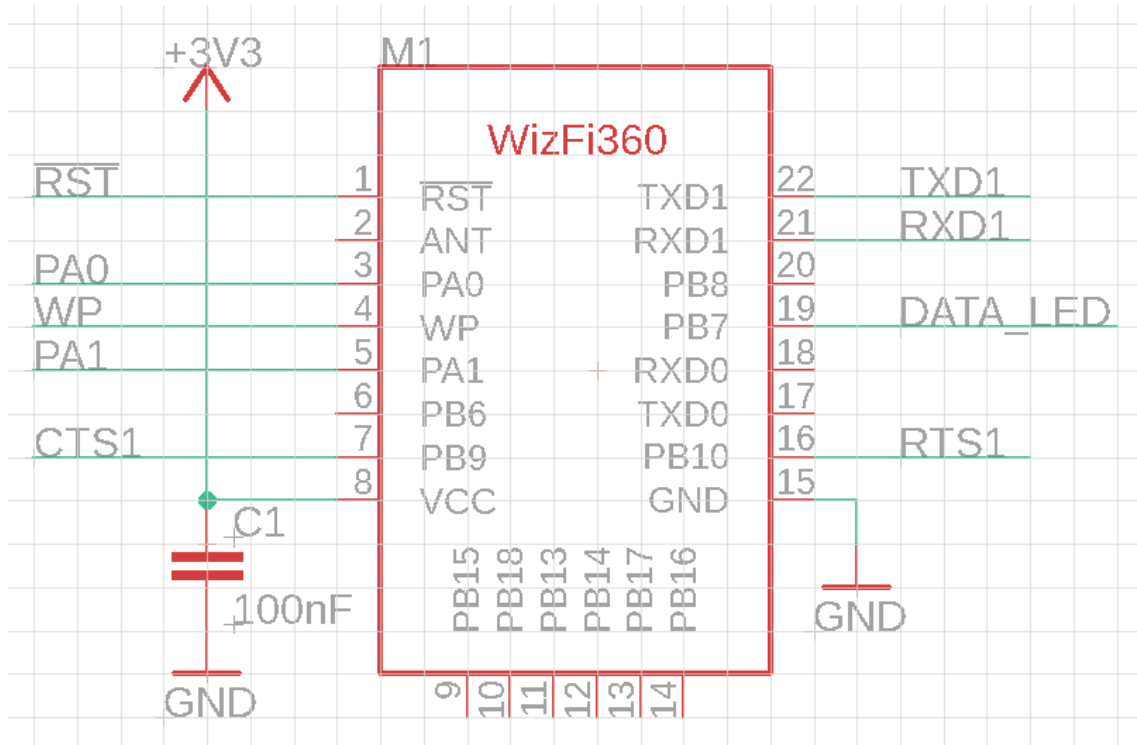 +3V3
M1
WizFi360
RST 1 RST TXD1 22 TXD1
2 ANT RXD1 21 RXD1
PA0 3 PA0 PB8 20
WP 4 WP PB7 19 DATA_LED
PA1 5 PA1 RXD0 18
6 PB6 TXD0 17
CTS1 7 PB9 PB10 16 RTS1
8 VCC GND 15
C1
100nF
GND
PB15 PB18 PB13 PB14 PB17 PB16
9 10 11 12 13 14
GND